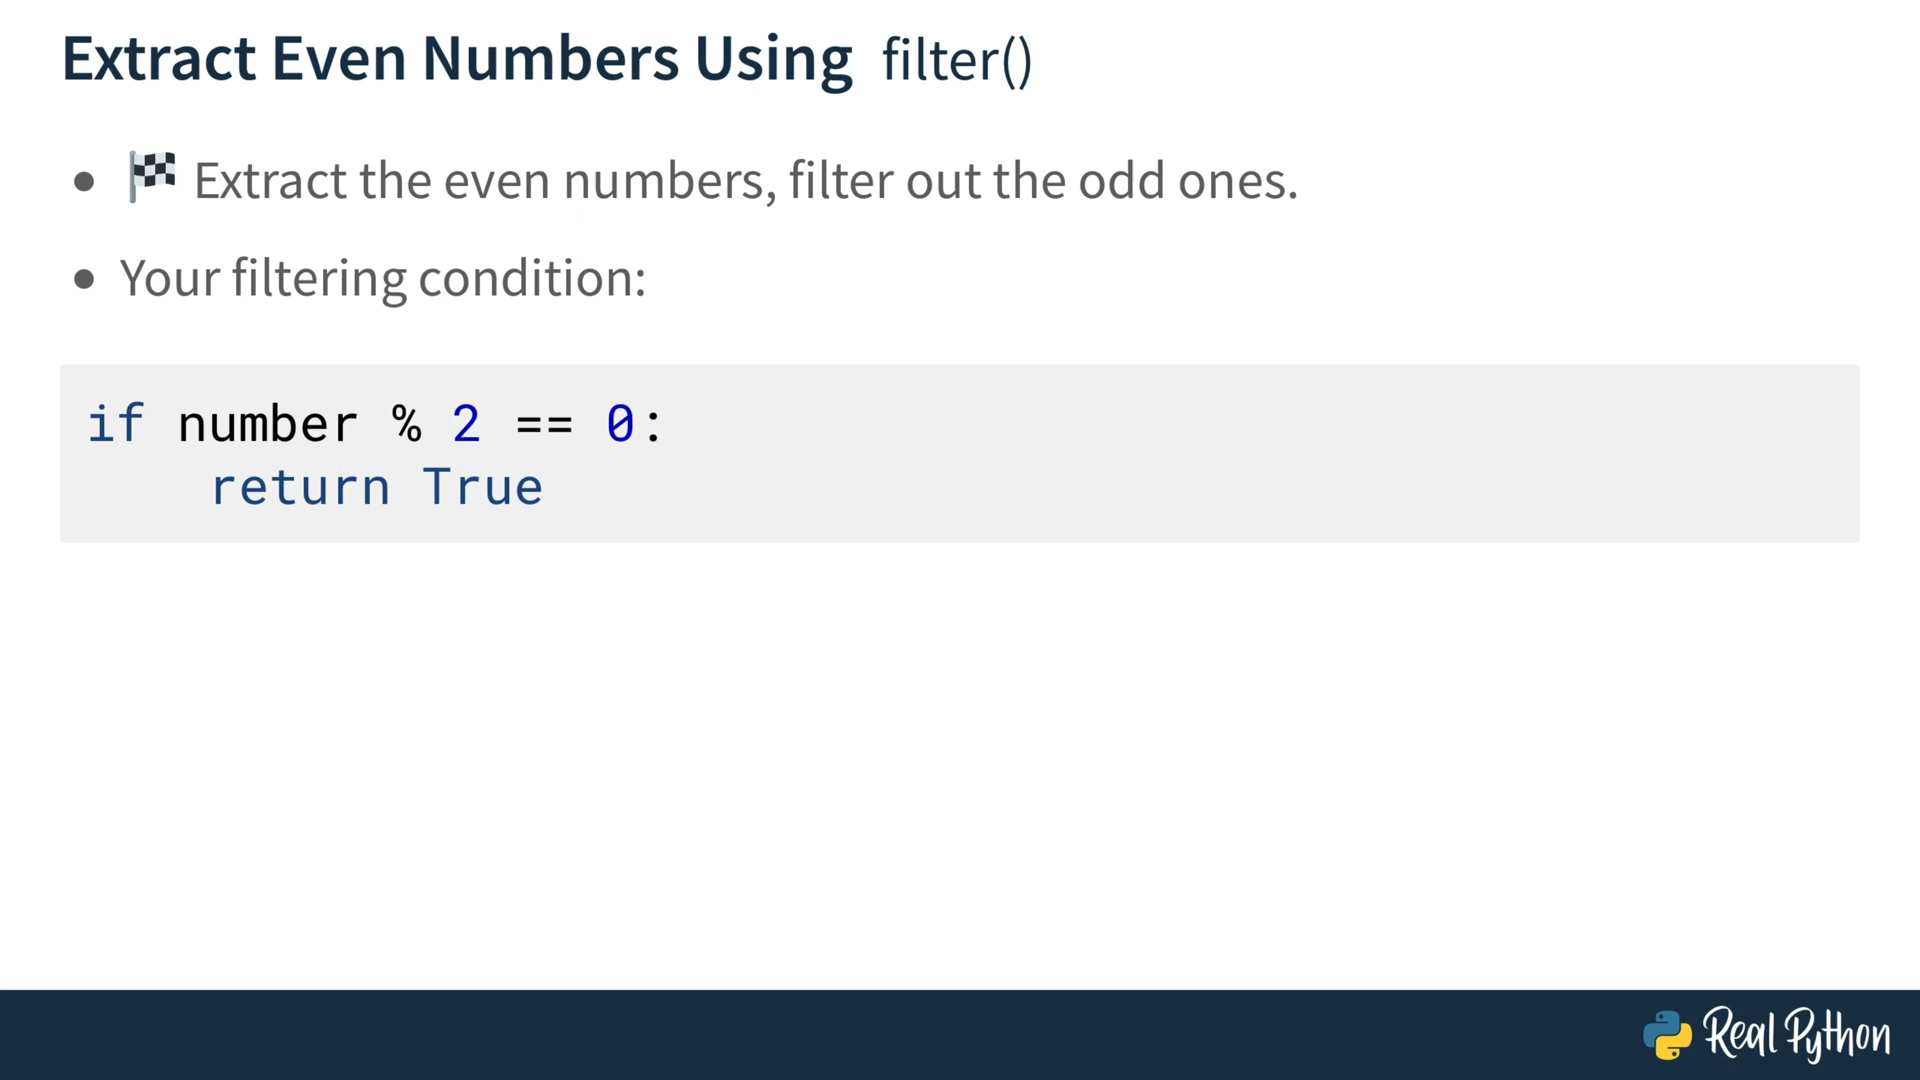 Extract Even Numbers Using filter()
• 🏁 Extract the even numbers, filter out the odd ones.
• Your filtering condition:
if number % 2 == 0:
    return True
Real Python